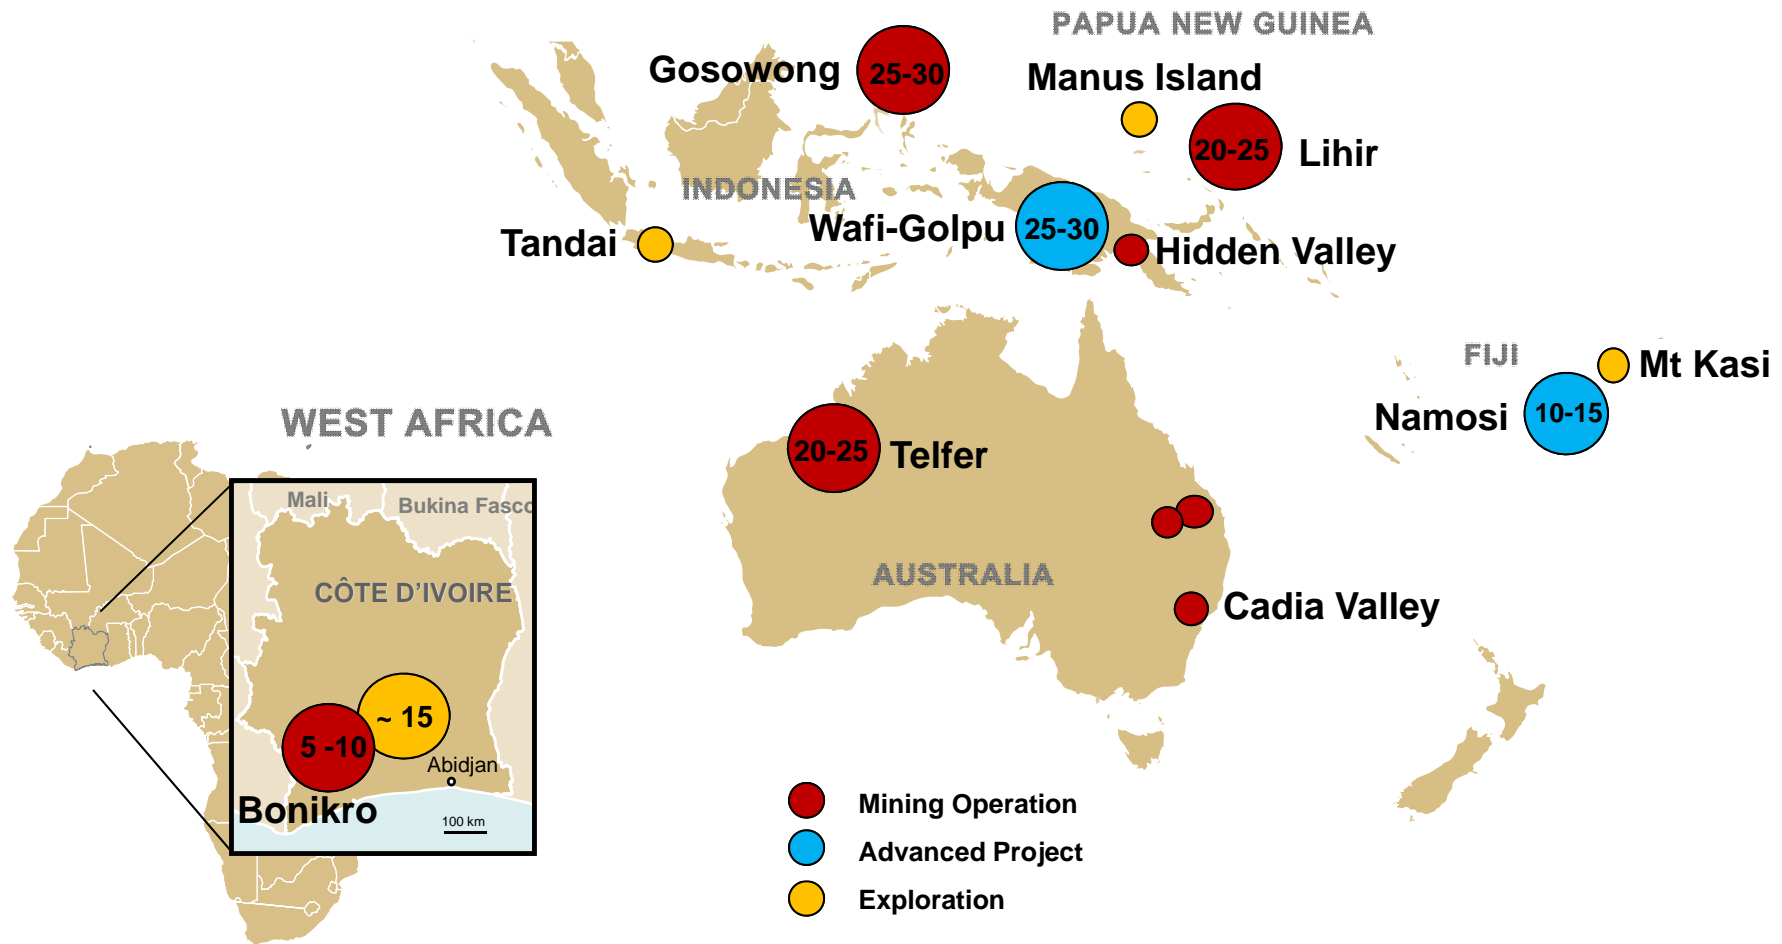 PAPUA NEW GUINEA
Gosowong
25-30
Manus Island
20-25
Lihir
INDONESIA
Wafi-Golpu
25-30
Tandai
Hidden Valley
FIJI
Mt Kasi
Namosi
10-15
WEST AFRICA
20-25
Telfer
Mali
Bukina Fasco
AUSTRALIA
CÔTE D'IVOIRE
Cadia Valley
~ 15
5 -10
Abidjan
Bonikro
100 km
Mining Operation
Advanced Project
Exploration